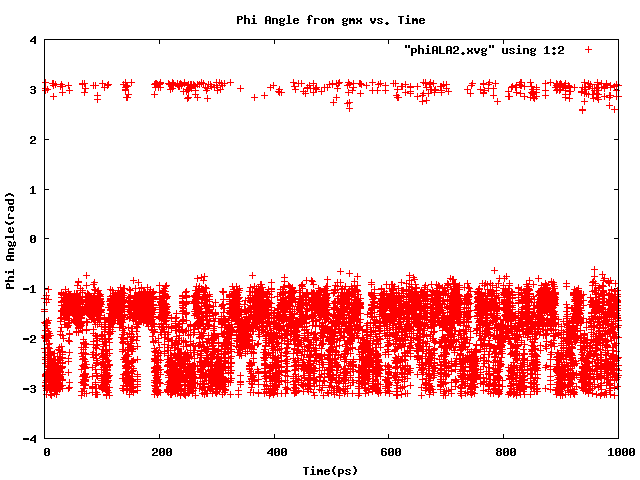 Phi Angle from gmx vs. Time
"phiALA2.xvg" using 1:2
4
3
2
1
0
-1
-2
-3
-4
Phi Angle(rad)
0 200 400 600 800 1000
Time(ps)